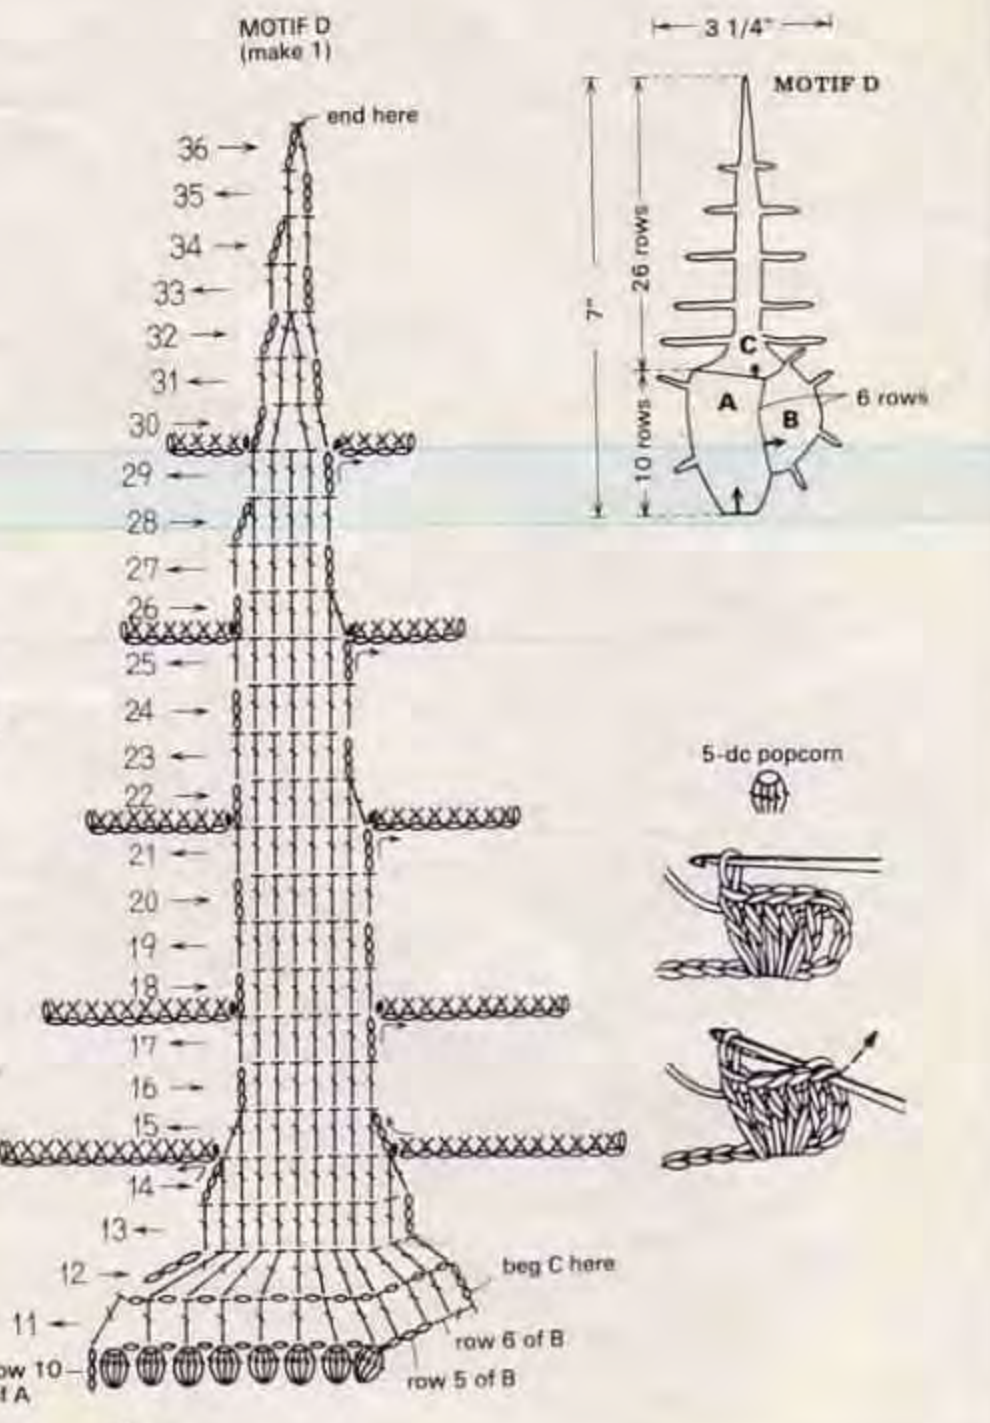 MOTIF D
(make 1)
end here
36
35
34
33
32
31
30
29
28
27
26
25
24
23
22
21
20
19
18
17
16
15
14
13
12
11
ow 10
f A
beg C here
row 6 of B
row 5 of B
3 1/4"
MOTIF D
26 rows
7"
10 rows
C
A
B
6 rows
5-dc popcorn